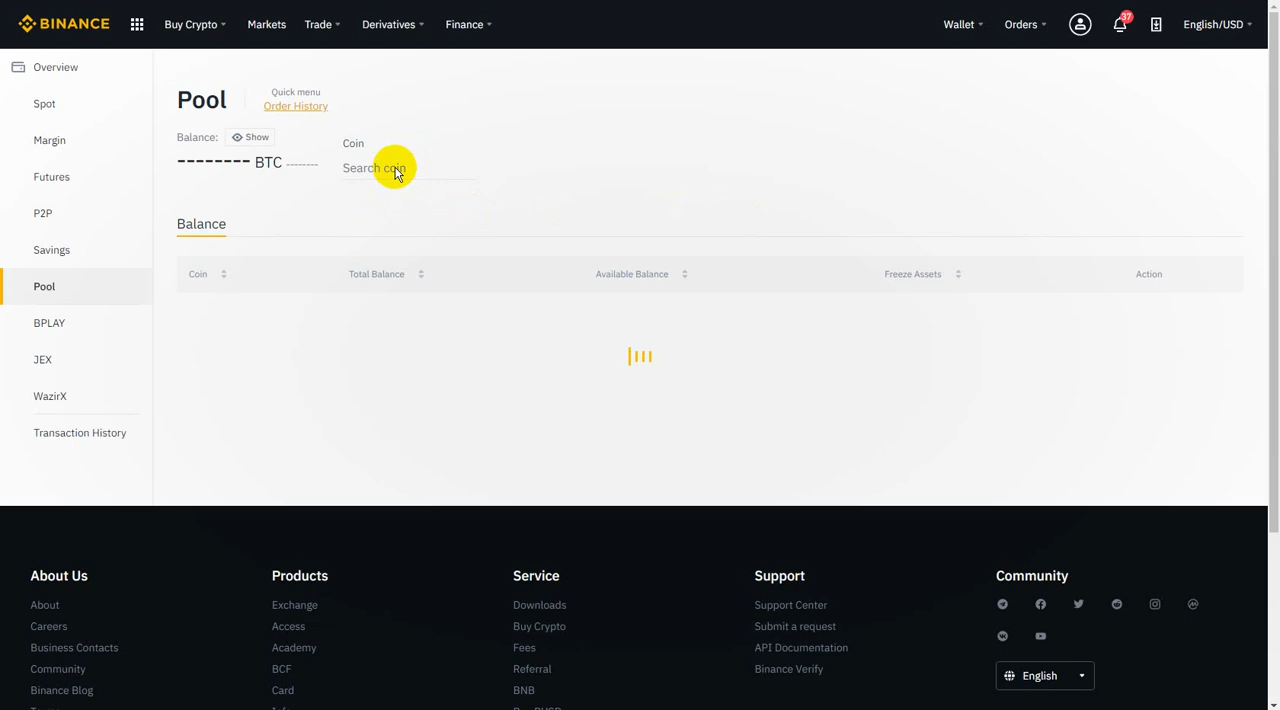 BINANCE Buy Crypto Markets Trade Derivatives Finance Wallet Orders 37 English/USD
Overview
Spot
Margin
Futures
P2P
Savings
Pool
BPLAY
JEX
WazirX
Transaction History
Pool
Quick menu
Order History
Balance: Show
-------- BTC --------
Coin
Search coin
Balance
Coin Total Balance Available Balance Freeze Assets Action
About Us
About
Careers
Business Contacts
Community
Binance Blog
Products
Exchange
Access
Academy
BCF
Card
Service
Downloads
Buy Crypto
Fees
Referral
BNB
Support
Support Center
Submit a request
API Documentation
Binance Verify
Community
English